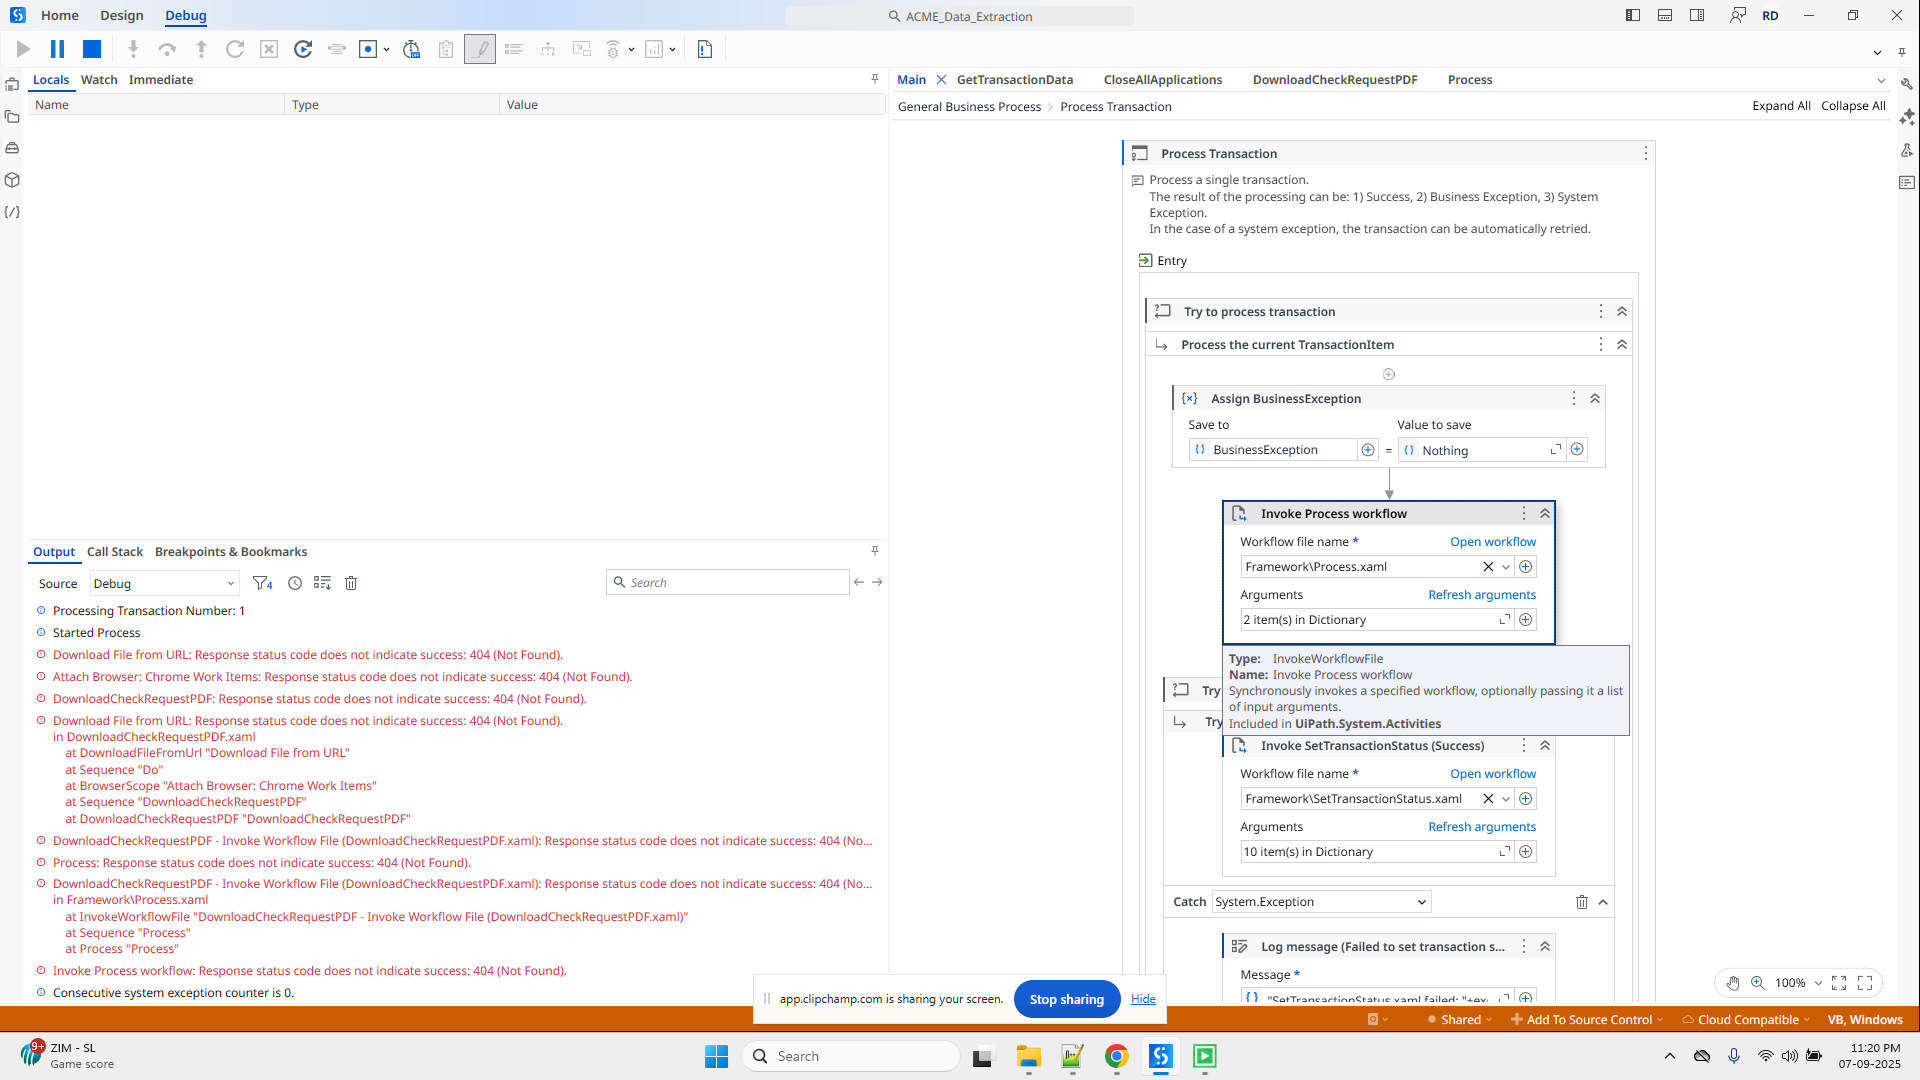 Home Design Debug
ACME_Data_Extraction
RD
Locals Watch Immediate
Name Type Value
Main GetTransactionData CloseAllApplications DownloadCheckRequestPDF Process
General Business Process > Process Transaction
Expand All Collapse All
Process Transaction
Process a single transaction.
The result of the processing can be: 1) Success, 2) Business Exception, 3) System
Exception.
In the case of a system exception, the transaction can be automatically retried.
Entry
Try to process transaction
Process the current TransactionItem
Assign BusinessException
Save to Value to save
BusinessException = Nothing
Invoke Process workflow
Workflow file name * Open workflow
Framework\Process.xaml
Arguments Refresh arguments
2 item(s) in Dictionary
Type: InvokeWorkflowFile
Name: Invoke Process workflow
Synchronously invokes a specified workflow, optionally passing it a list
of input arguments.
Included in UiPath.System.Activities
Try
Try
Invoke SetTransactionStatus (Success)
Workflow file name * Open workflow
Framework\SetTransactionStatus.xaml
Arguments Refresh arguments
10 item(s) in Dictionary
Catch System.Exception
Log message (Failed to set transaction s...
Message *
"SetTransactionStatus.xaml failed: "+ex
100%
Output Call Stack Breakpoints & Bookmarks
Source Debug 4 Search
Processing Transaction Number: 1
Started Process
Download File from URL: Response status code does not indicate success: 404 (Not Found).
Attach Browser: Chrome Work Items: Response status code does not indicate success: 404 (Not Found).
DownloadCheckRequestPDF: Response status code does not indicate success: 404 (Not Found).
Download File from URL: Response status code does not indicate success: 404 (Not Found).
in DownloadCheckRequestPDF.xaml
at DownloadFileFromUrl "Download File from URL"
at Sequence "Do"
at BrowserScope "Attach Browser: Chrome Work Items"
at Sequence "DownloadCheckRequestPDF"
at DownloadCheckRequestPDF "DownloadCheckRequestPDF"
DownloadCheckRequestPDF - Invoke Workflow File (DownloadCheckRequestPDF.xaml): Response status code does not indicate success: 404 (No...
Process: Response status code does not indicate success: 404 (Not Found).
DownloadCheckRequestPDF - Invoke Workflow File (DownloadCheckRequestPDF.xaml): Response status code does not indicate success: 404 (No...
in Framework\Process.xaml
at InvokeWorkflowFile "DownloadCheckRequestPDF - Invoke Workflow File (DownloadCheckRequestPDF.xaml)"
at Sequence "Process"
at Process "Process"
Invoke Process workflow: Response status code does not indicate success: 404 (Not Found).
Consecutive system exception counter is 0.
app.clipchamp.com is sharing your screen. Stop sharing Hide
Shared Add To Source Control Cloud Compatible VB, Windows
9+ ZIM - SL
Game score
Search
11:20 PM
07-09-2025